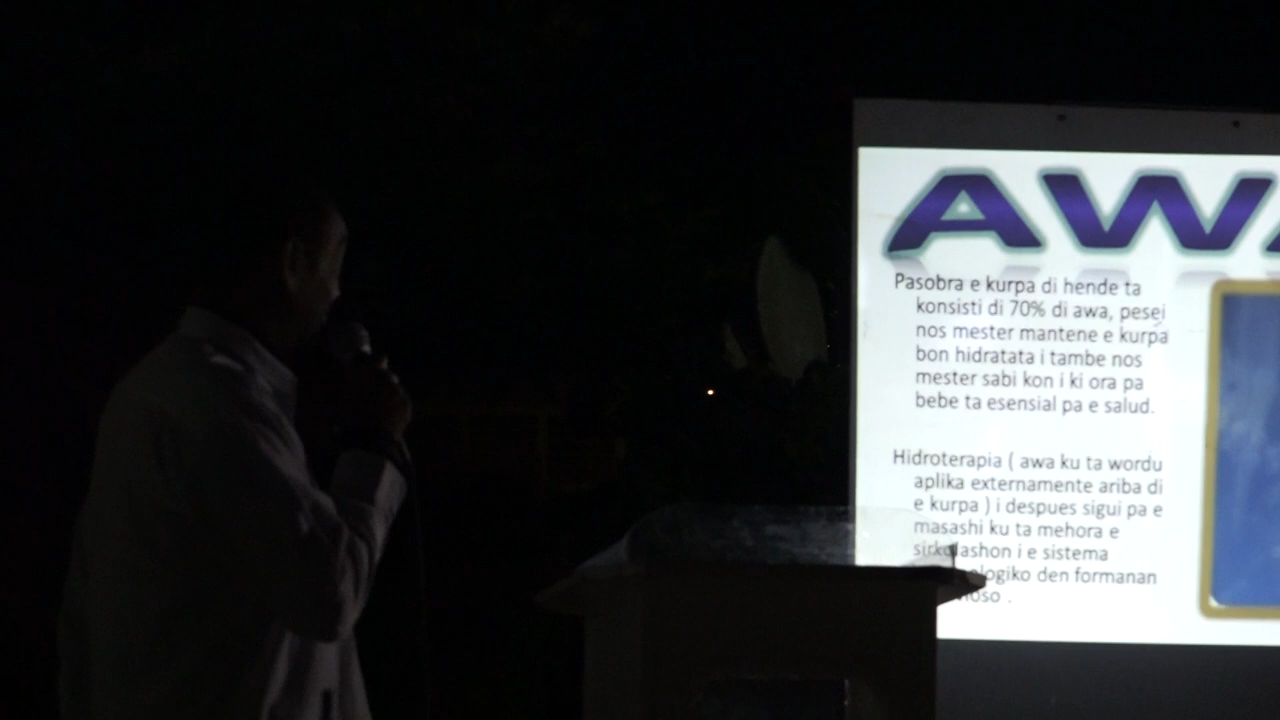 AWA
Pasobra e kurpa di hende ta
konsisti di 70% di awa, pesei
nos mester mantene e kurpa
bon hidratata i tambe nos
mester sabi kon i ki ora pa
bebe ta esensial pa e salud.
Hidroterapia ( awa ku ta wordu
aplika externamente ariba di
e kurpa ) i despues sigui pa e
masashi ku ta mehora e
sirkulashon i e sistema
den formanan
.